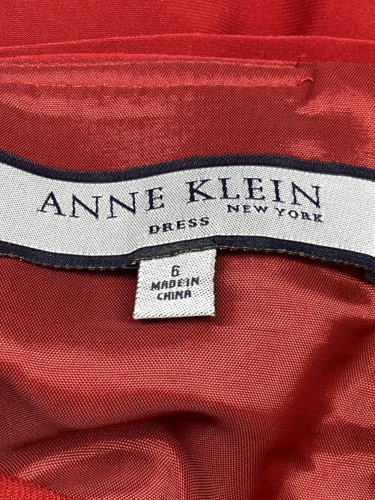 ANNE KLEIN
DRESS NEW YORK
6
MADE IN
CHINA